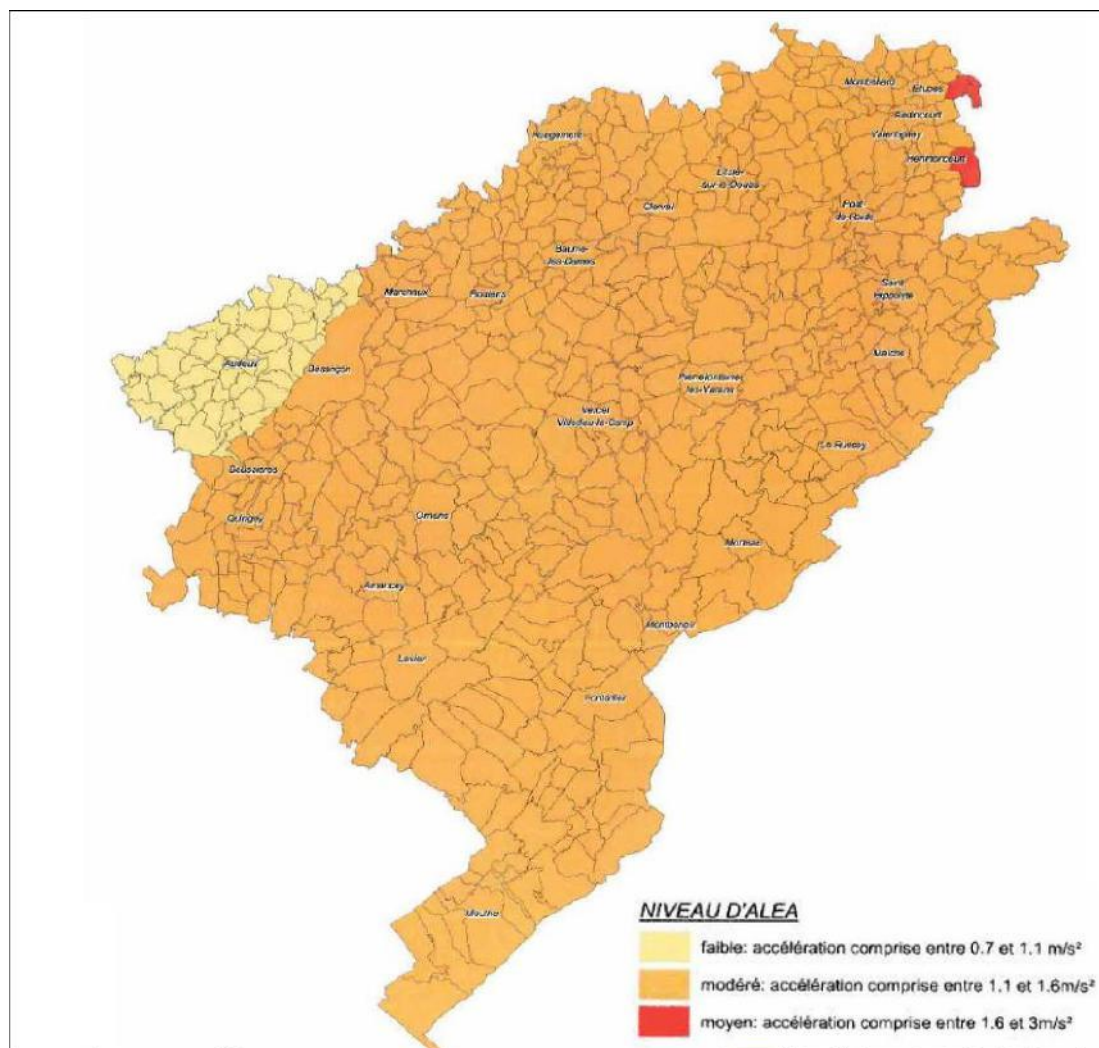 Montbéliard
Etupes
Audincourt
Valentigney
Hérimoncourt
Rougemont
L'Isle-
sur-le-Doubs
Clerval
Pont-
de-Roide
Baume-
les-Dames
Marchaux
Roulans
Saint
Hippolyte
Audeux
Besançon
Maîche
Pierrefontaine
les-Varans
Vercel
Villedieu-le-Camp
Le Russey
Boussières
Quingey
Ornans
Morteau
Amancey
Montbenoît
Levier
Pontarlier
Mouthe
NIVEAU D'ALEA
faible: accélération comprise entre 0.7 et 1.1 m/s²
modéré: accélération comprise entre 1.1 et 1.6m/s²
moyen: accélération comprise entre 1.6 et 3m/s²